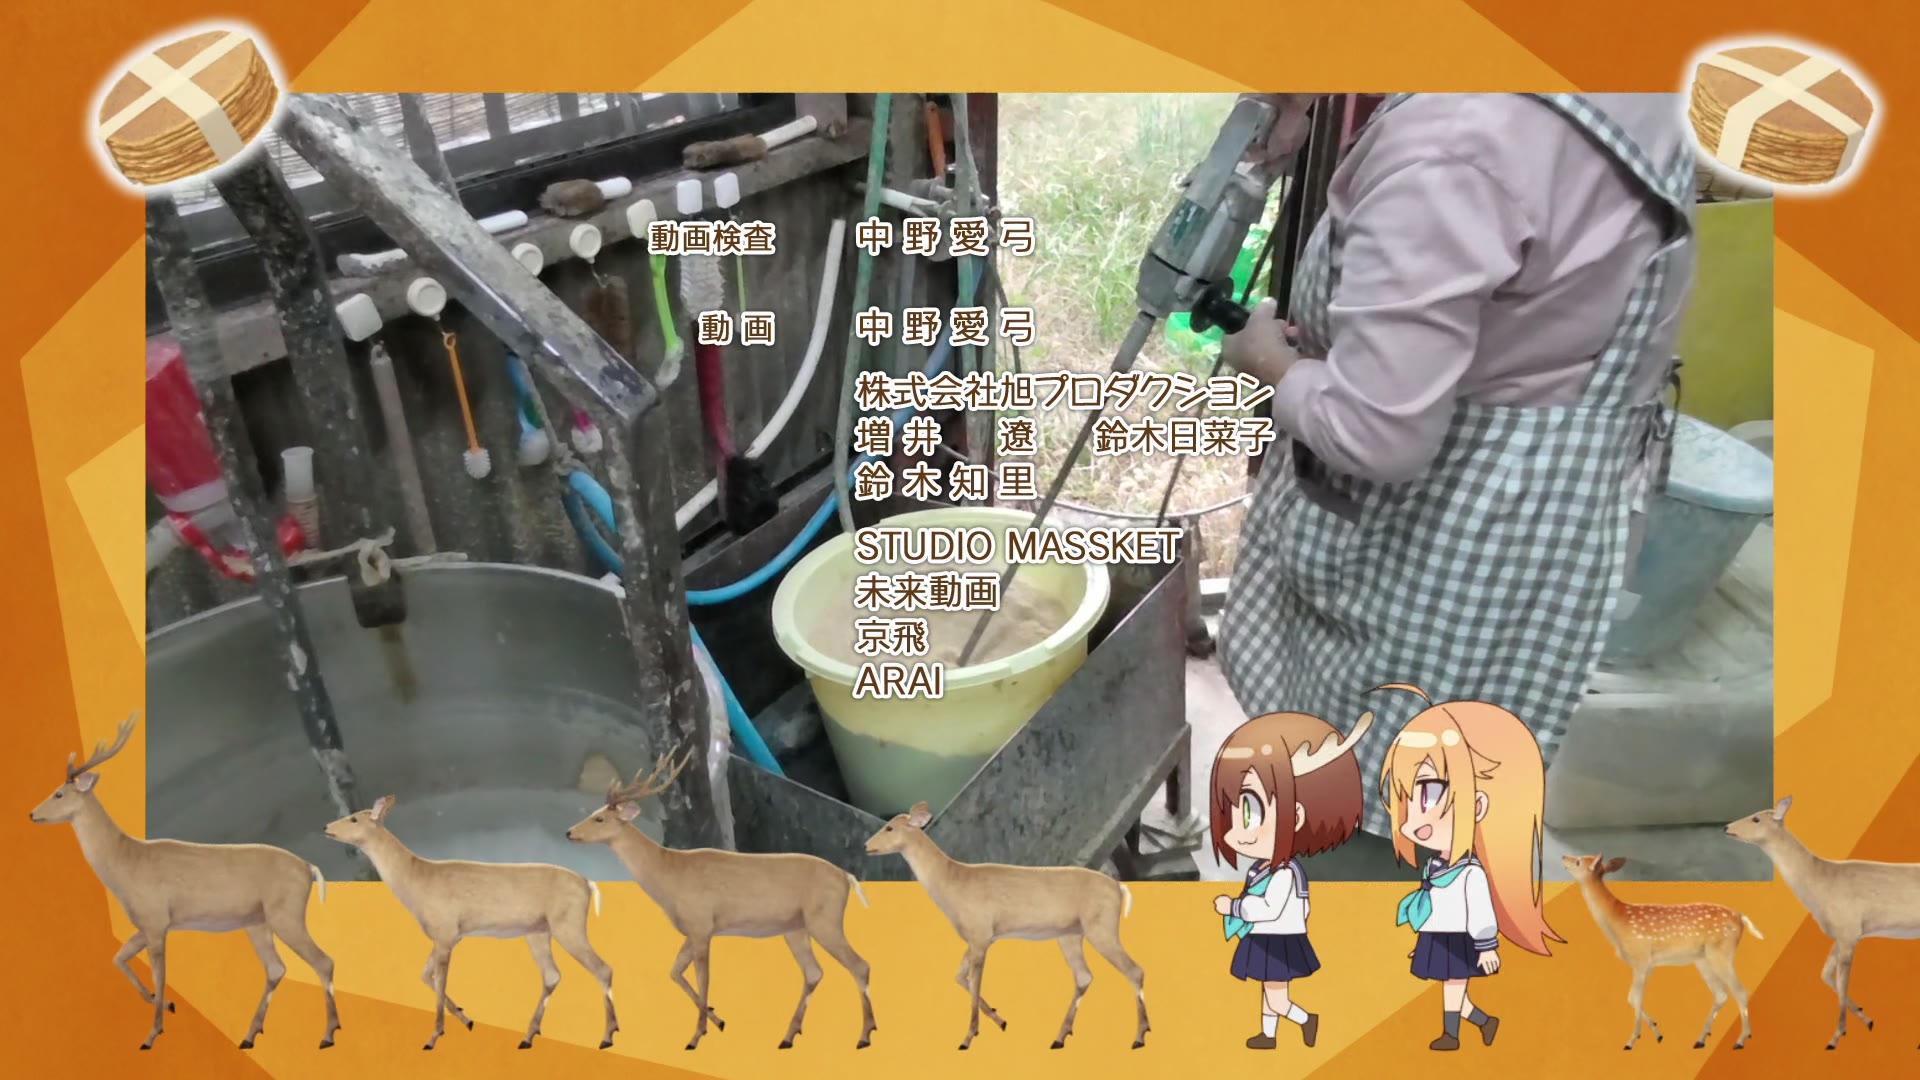 動画検査 中野愛弓
動画 中野愛弓
株式会社旭プロダクション
増井 遼 鈴木日菜子
鈴木知里
STUDIO MASSKET
未来動画
京飛
ARAI